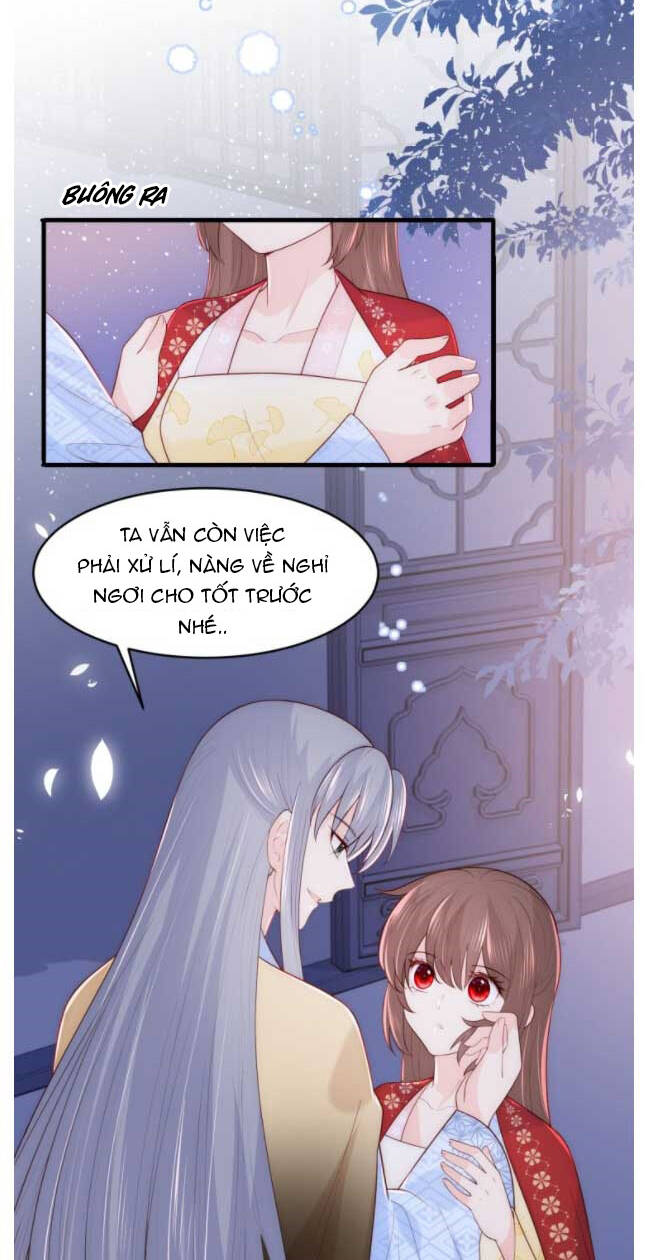 BUÔNG RA
TA VẪN CÒN VIỆC
PHẢI XỬ LÍ, NÀNG VỀ NGHỈ
NGƠI CHO TỐT TRƯỚC
NHÉ..